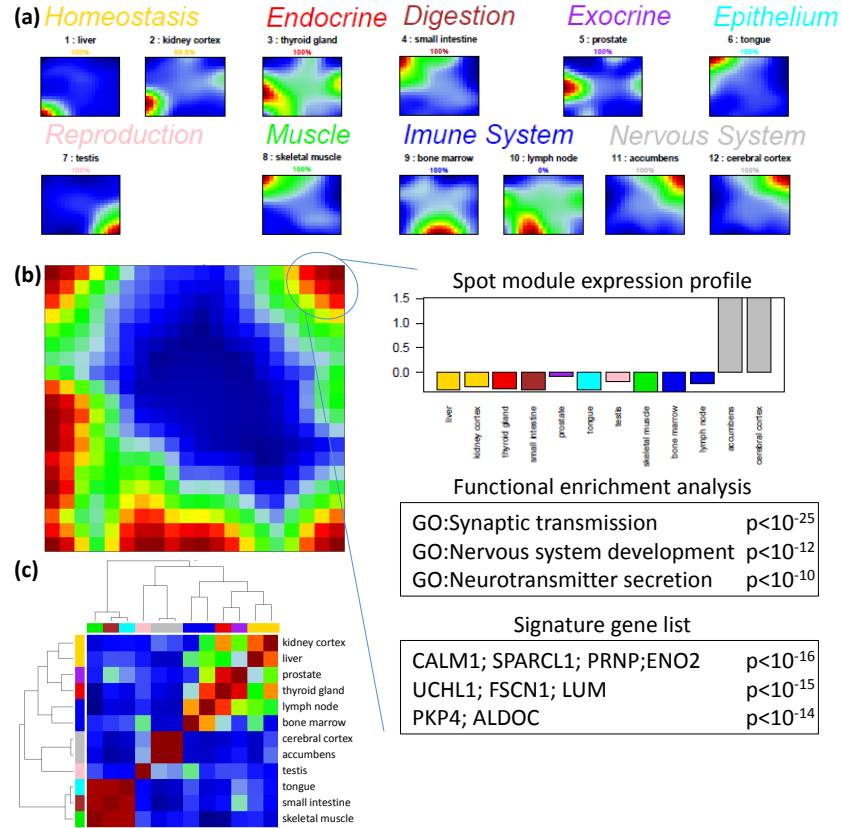 (a)
Homeostasis Endocrine Digestion Exocrine Epithelium
1 : liver 2 : kidney cortex 3 : thyroid gland 4 : small intestine 5 : prostate 6 : tongue
100% 98.8% 100% 100% 100% 100%
Reproduction Muscle Imune System Nervous System
7 : testis 8 : skeletal muscle 9 : bone marrow 10 : lymph node 11 : accumbens 12 : cerebral cortex
100% 100% 100% 0% 100% 100%
(b)
Spot module expression profile
1.5
1.0
0.5
0.0
liver
kidney cortex
thyroid gland
small intestine
prostate
tongue
testis
skeletal muscle
bone marrow
lymph node
accumbens
cerebral cortex
Functional enrichment analysis
GO:Synaptic transmission p<10⁻²⁵
GO:Nervous system development p<10⁻¹²
GO:Neurotransmitter secretion p<10⁻¹⁰
Signature gene list
CALM1; SPARCL1; PRNP;ENO2 p<10⁻¹⁶
UCHL1; FSCN1; LUM p<10⁻¹⁵
PKP4; ALDOC p<10⁻¹⁴
(c)
kidney cortex
liver
prostate
thyroid gland
lymph node
bone marrow
cerebral cortex
accumbens
testis
tongue
small intestine
skeletal muscle